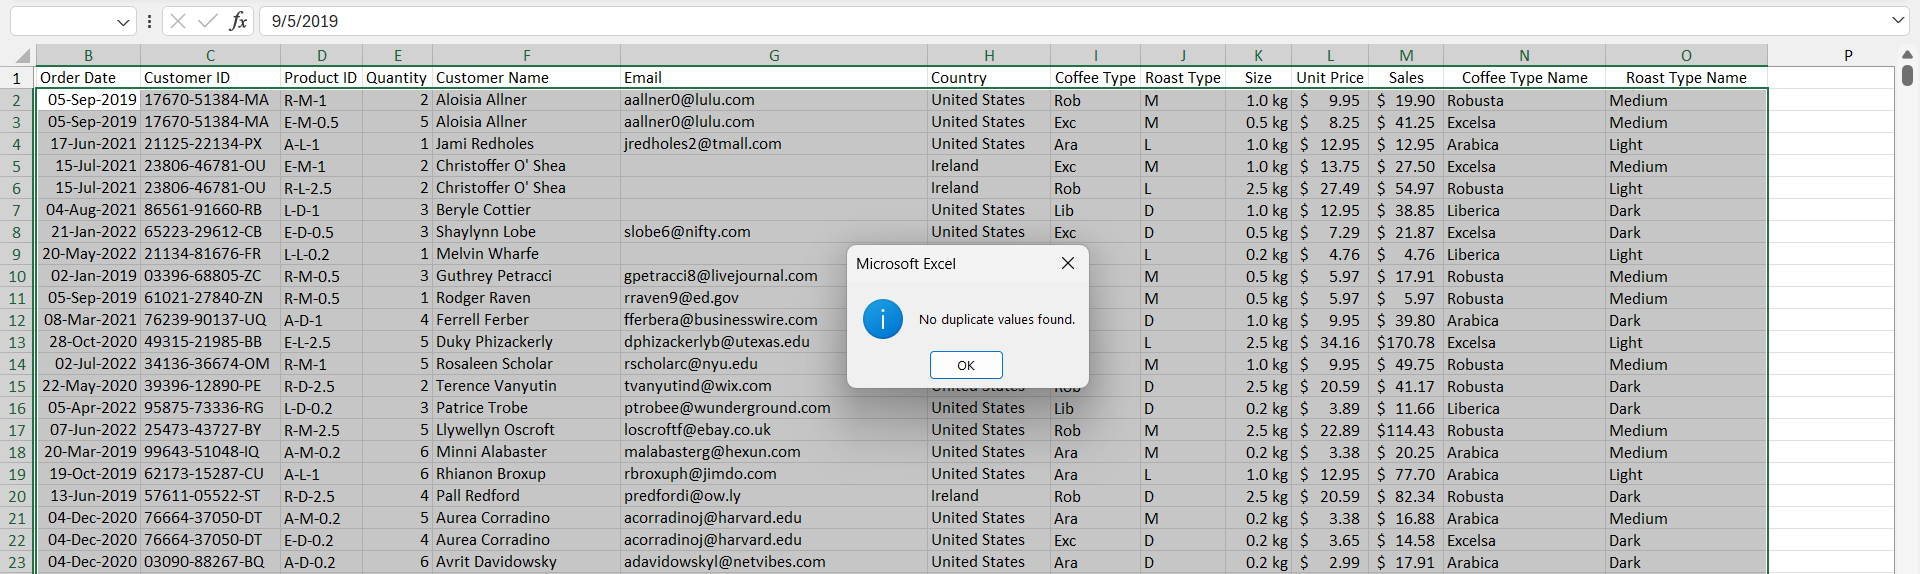 fx 9/5/2019
B C D E F G H I J K L M N O P
1 Order Date Customer ID Product ID Quantity Customer Name Email Country Coffee Type Roast Type Size Unit Price Sales Coffee Type Name Roast Type Name
2 05-Sep-2019 17670-51384-MA R-M-1 2 Aloisia Allner aallner0@lulu.com United States Rob M 1.0 kg $ 9.95 $ 19.90 Robusta Medium
3 05-Sep-2019 17670-51384-MA E-M-0.5 5 Aloisia Allner aallner0@lulu.com United States Exc M 0.5 kg $ 8.25 $ 41.25 Excelsa Medium
4 17-Jun-2021 21125-22134-PX A-L-1 1 Jami Redholes jredholes2@tmall.com United States Ara L 1.0 kg $ 12.95 $ 12.95 Arabica Light
5 15-Jul-2021 23806-46781-OU E-M-1 2 Christoffer O' Shea Ireland Exc M 1.0 kg $ 13.75 $ 27.50 Excelsa Medium
6 15-Jul-2021 23806-46781-OU R-L-2.5 2 Christoffer O' Shea Ireland Rob L 2.5 kg $ 27.49 $ 54.97 Robusta Light
7 04-Aug-2021 86561-91660-RB L-D-1 3 Beryle Cottier United States Lib D 1.0 kg $ 12.95 $ 38.85 Liberica Dark
8 21-Jan-2022 65223-29612-CB E-D-0.5 3 Shaylynn Lobe slobe6@nifty.com United States Exc D 0.5 kg $ 7.29 $ 21.87 Excelsa Dark
9 20-May-2022 21134-81676-FR L-L-0.2 1 Melvin Wharfe L 0.2 kg $ 4.76 $ 4.76 Liberica Light
10 02-Jan-2019 03396-68805-ZC R-M-0.5 3 Guthrey Petracci gpetracci8@livejournal.com M 0.5 kg $ 5.97 $ 17.91 Robusta Medium
11 05-Sep-2019 61021-27840-ZN R-M-0.5 1 Rodger Raven rraven9@ed.gov M 0.5 kg $ 5.97 $ 5.97 Robusta Medium
12 08-Mar-2021 76239-90137-UQ A-D-1 4 Ferrell Ferber fferbera@businesswire.com D 1.0 kg $ 9.95 $ 39.80 Arabica Dark
13 28-Oct-2020 49315-21985-BB E-L-2.5 5 Duky Phizackerly dphizackerlyb@utexas.edu L 2.5 kg $ 34.16 $170.78 Excelsa Light
14 02-Jul-2022 34136-36674-OM R-M-1 5 Rosaleen Scholar rscholarc@nyu.edu M 1.0 kg $ 9.95 $ 49.75 Robusta Medium
15 22-May-2020 39396-12890-PE R-D-2.5 2 Terence Vanyutin tvanyutind@wix.com D 2.5 kg $ 20.59 $ 41.17 Robusta Dark
16 05-Apr-2022 95875-73336-RG L-D-0.2 3 Patrice Trobe ptrobee@wunderground.com United States Lib D 0.2 kg $ 3.89 $ 11.66 Liberica Dark
17 07-Jun-2022 25473-43727-BY R-M-2.5 5 Llywellyn Oscroft loscroftf@ebay.co.uk United States Rob M 2.5 kg $ 22.89 $114.43 Robusta Medium
18 20-Mar-2019 99643-51048-IQ A-M-0.2 6 Minni Alabaster malabasterg@hexun.com United States Ara M 0.2 kg $ 3.38 $ 20.25 Arabica Medium
19 19-Oct-2019 62173-15287-CU A-L-1 6 Rhianon Broxup rbroxuph@jimdo.com United States Ara L 1.0 kg $ 12.95 $ 77.70 Arabica Light
20 13-Jun-2019 57611-05522-ST R-D-2.5 4 Pall Redford predfordi@ow.ly Ireland Rob D 2.5 kg $ 20.59 $ 82.34 Robusta Dark
21 04-Dec-2020 76664-37050-DT A-M-0.2 5 Aurea Corradino acorradinoj@harvard.edu United States Ara M 0.2 kg $ 3.38 $ 16.88 Arabica Medium
22 04-Dec-2020 76664-37050-DT E-D-0.2 4 Aurea Corradino acorradinoj@harvard.edu United States Exc D 0.2 kg $ 3.65 $ 14.58 Excelsa Dark
23 04-Dec-2020 03090-88267-BQ A-D-0.2 6 Avrit Davidowsky adavidowskyl@netvibes.com United States Ara D 0.2 kg $ 2.99 $ 17.91 Arabica Dark
Microsoft Excel
No duplicate values found.
OK